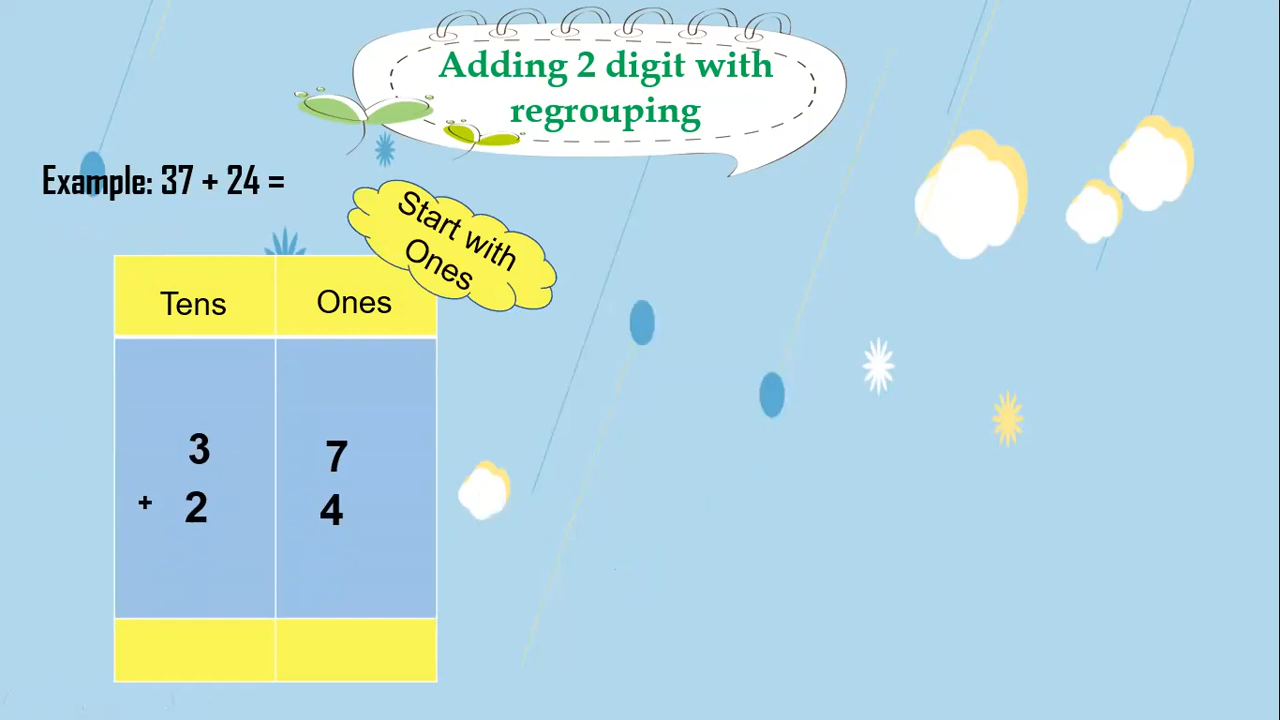 Adding 2 digit with
regrouping
Example: 37 + 24 =
Start with
Ones
Tens Ones
3 7
+ 2 4